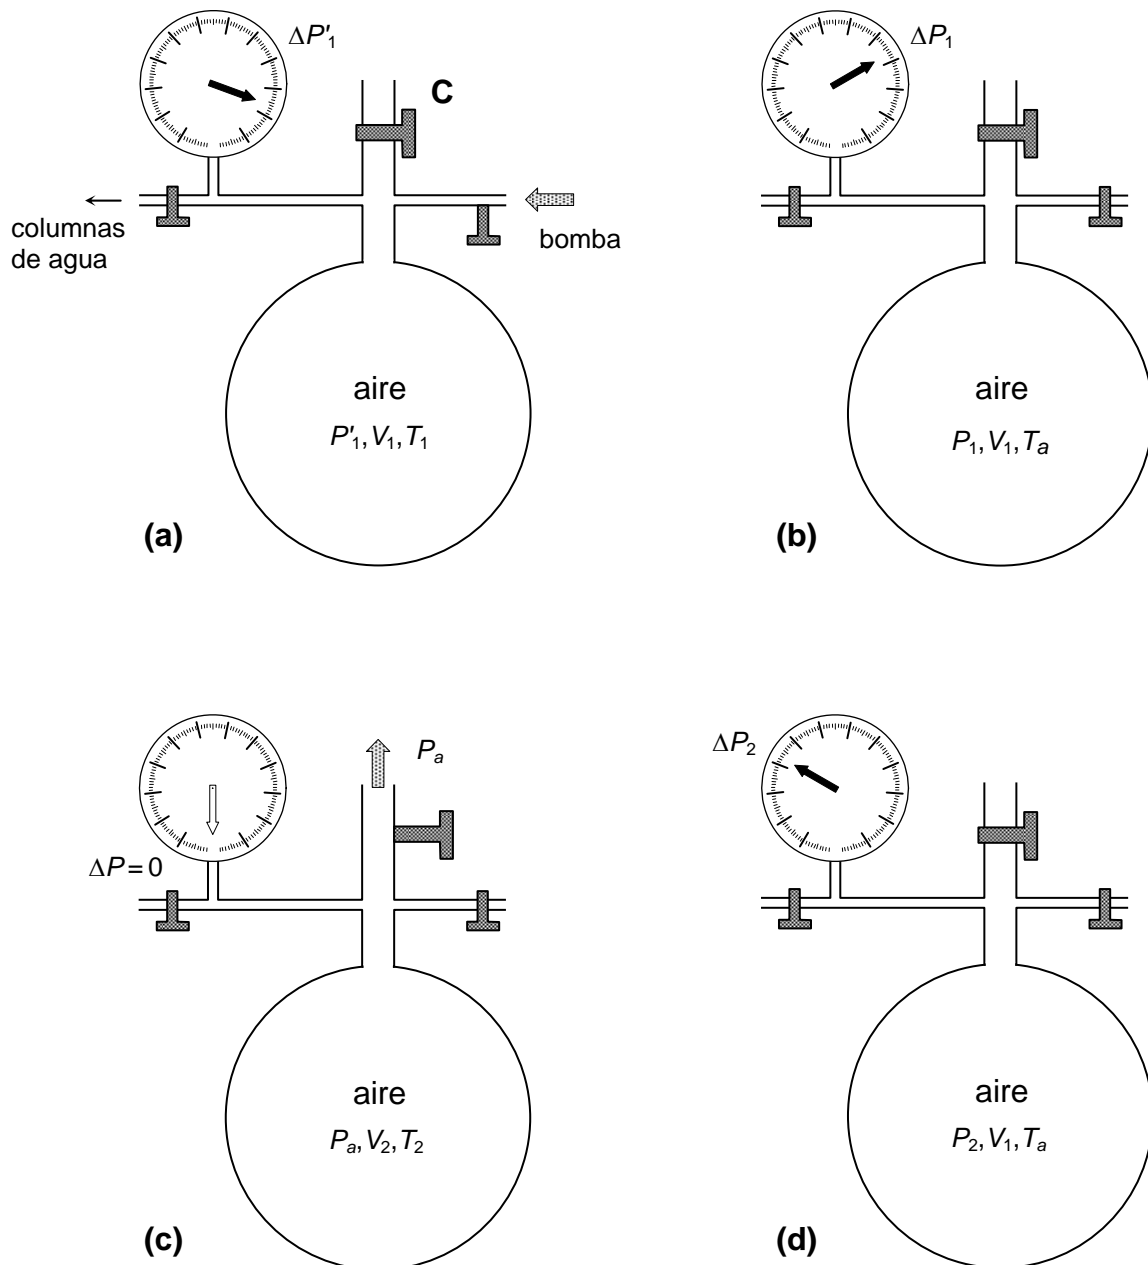 ΔP'₁
C
columnas
de agua
bomba
aire
P'₁, V₁, T₁
(a)
ΔP₁
aire
P₁, V₁, Tₐ
(b)
Pₐ
ΔP = 0
aire
Pₐ, V₂, T₂
(c)
ΔP₂
aire
P₂, V₁, Tₐ
(d)